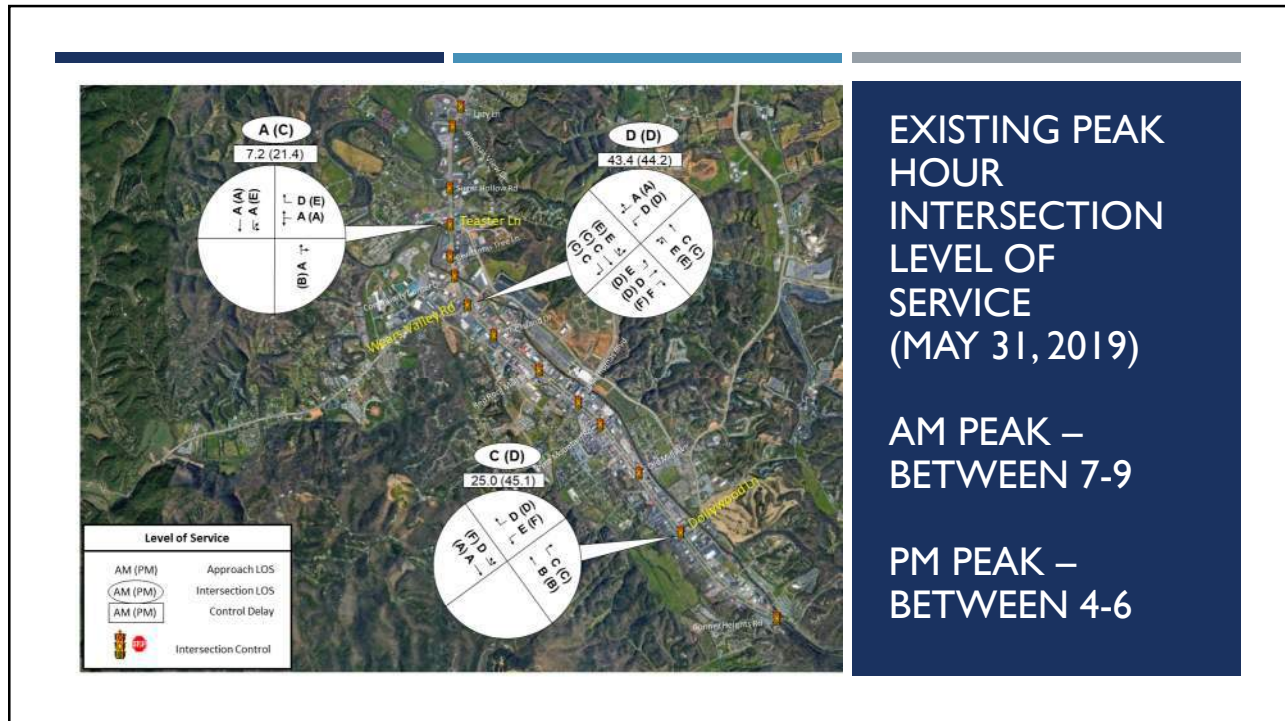 EXISTING PEAK
HOUR
INTERSECTION
LEVEL OF
SERVICE
(MAY 31, 2019)
AM PEAK –
BETWEEN 7-9
PM PEAK –
BETWEEN 4-6
A (C)
7.2 (21.4)
A (A)
A (E)
D (E)
A (A)
(B) A
D (D)
43.4 (44.2)
A (A)
D (D)
C (C)
E (E)
(E) E
(C) C
(C) C
(D) E
(D) D
(F) F
C (D)
25.0 (45.1)
(F) D
(A) A
D (D)
E (F)
C (C)
B (B)
Teaster Ln
Wears Valley Rd
Dollywood Ln
Level of Service
AM (PM) Approach LOS
AM (PM) Intersection LOS
AM (PM) Control Delay
STOP Intersection Control